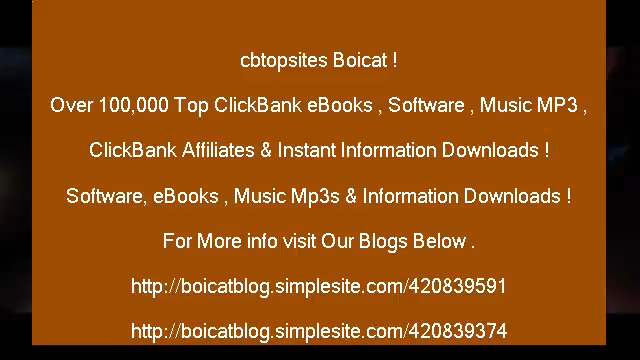 cbtopsites Boicat !
Over 100,000 Top ClickBank eBooks , Software , Music MP3 ,
ClickBank Affiliates & Instant Information Downloads !
Software, eBooks , Music Mp3s & Information Downloads !
For More info visit Our Blogs Below .
http://boicatblog.simplesite.com/420839591
http://boicatblog.simplesite.com/420839374